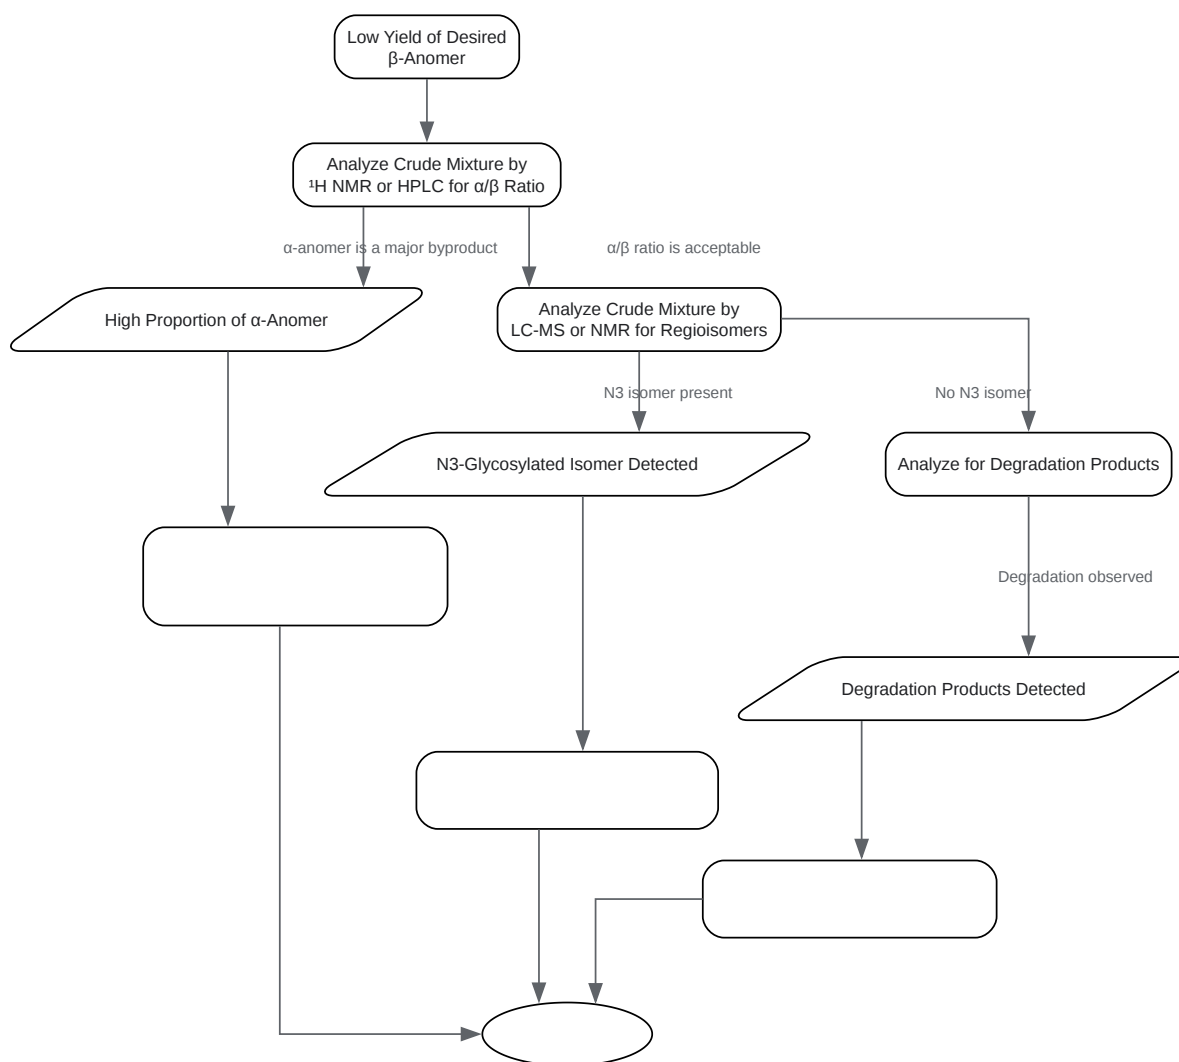 Low Yield of Desired
β-Anomer
Analyze Crude Mixture by
¹H NMR or HPLC for α/β Ratio
α-anomer is a major byproduct
α/β ratio is acceptable
High Proportion of α-Anomer
Analyze Crude Mixture by
LC-MS or NMR for Regioisomers
N3 isomer present
No N3 isomer
N3-Glycosylated Isomer Detected
Analyze for Degradation Products
Degradation observed
Degradation Products Detected